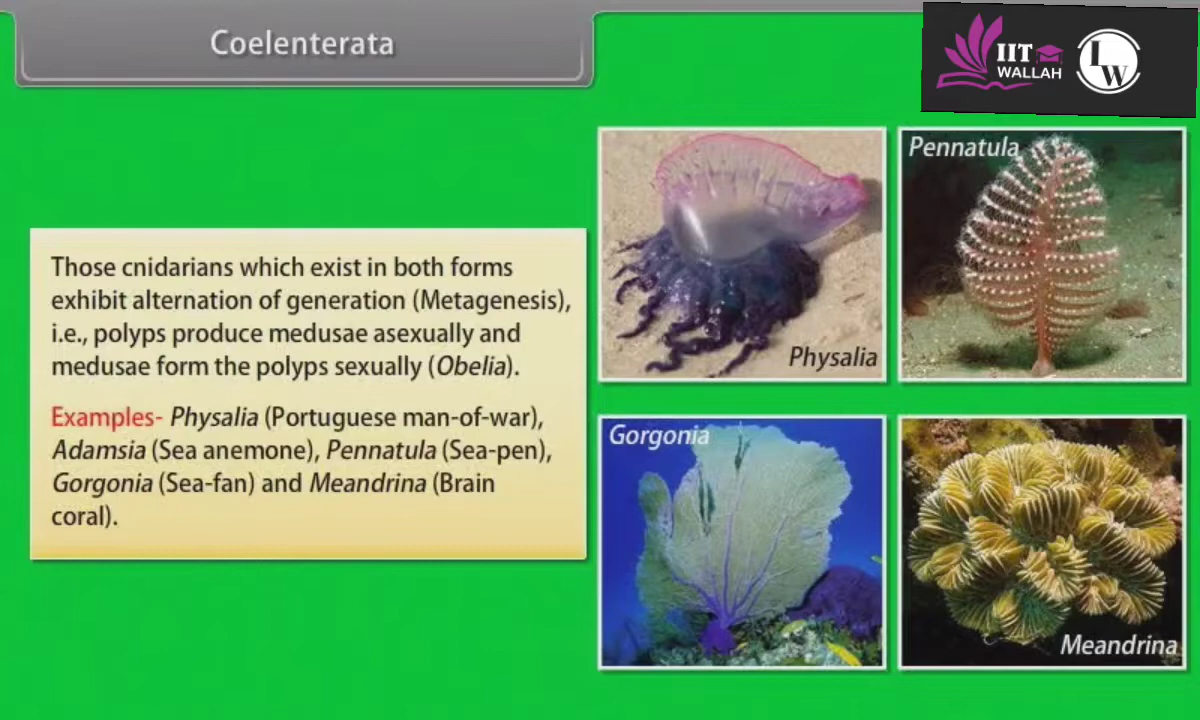 Coelenterata
IIT
WALLAH
LW
Those cnidarians which exist in both forms
exhibit alternation of generation (Metagenesis),
i.e., polyps produce medusae asexually and
medusae form the polyps sexually (Obelia).
Examples- Physalia (Portuguese man-of-war),
Adamsia (Sea anemone), Pennatula (Sea-pen),
Gorgonia (Sea-fan) and Meandrina (Brain
coral).
Physalia
Pennatula
Gorgonia
Meandrina